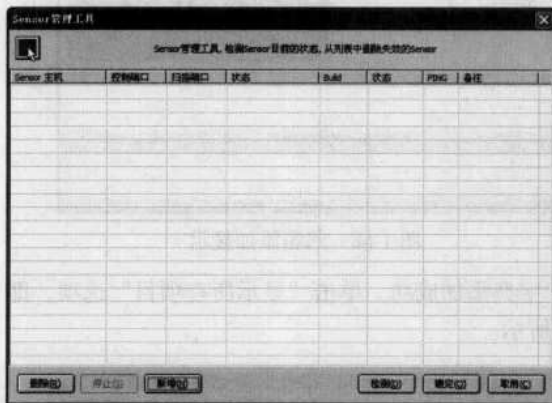 Sensor管理工具
Sensor管理工具, 检测Sensor目前的状态, 从列表中删除失效的Sensor
Sensor 主机 控制端口 扫描端口 状态 Build 状态 PING 备注
删除(R) 停止(S) 新增(N) 检测(D) 确定(O) 取消(C)